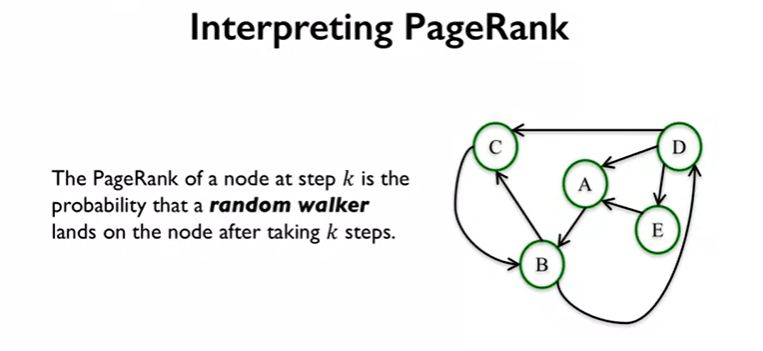 Interpreting PageRank
The PageRank of a node at step k is the
probability that a random walker
lands on the node after taking k steps.
C
D
A
E
B